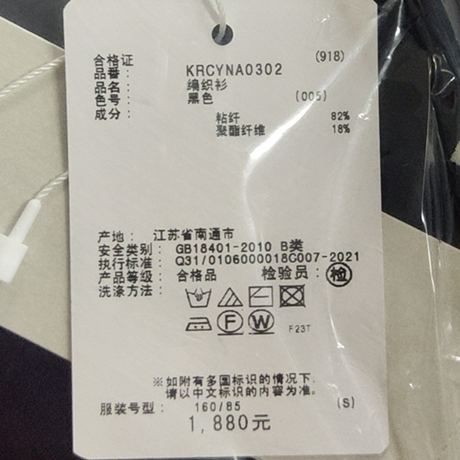 合格证 (918)
品番： KRCYNA0302
品名： 编织衫
色号： 黑色 (005)
成分： 粘纤 82%
聚酯纤维 18%
产地： 江苏省南通市
安全类别： GB18401-2010 B类
执行标准： Q31/0106000018C007-2021
产品等级： 合格品 检验员：检
洗涤方法：
F W F23T
※如附有多国标识的情况下，
请以中文标识的内容为准。
服装号型： 160/85 (S)
1,880元